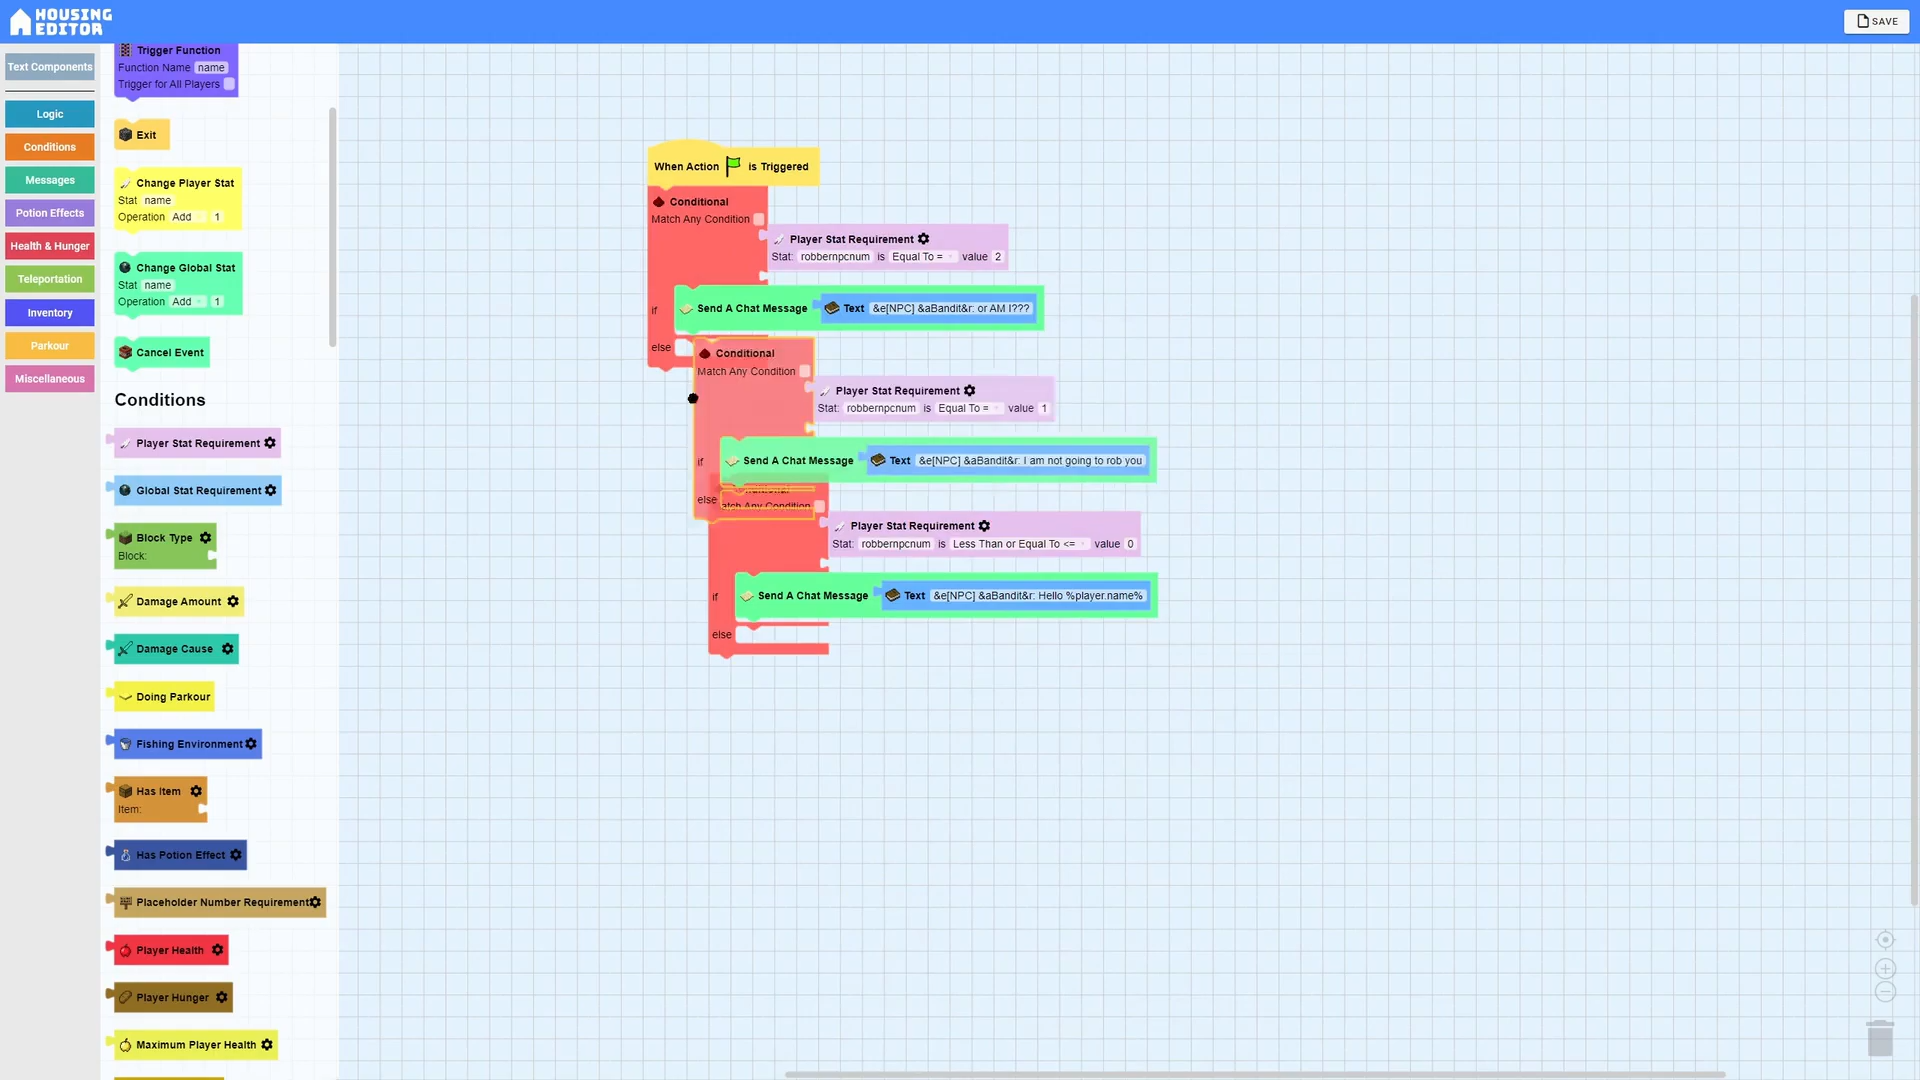 HOUSING
EDITOR
SAVE
Text Components
Logic
Conditions
Messages
Potion Effects
Health & Hunger
Teleportation
Inventory
Parkour
Miscellaneous
Trigger Function
Function Name name
Trigger for All Players
Exit
Change Player Stat
Stat name
Operation Add 1
Change Global Stat
Stat name
Operation Add 1
Cancel Event
Conditions
Player Stat Requirement
Global Stat Requirement
Block Type
Block:
Damage Amount
Damage Cause
Doing Parkour
Fishing Environment
Has Item
Item:
Has Potion Effect
Placeholder Number Requirement
Player Health
Player Hunger
Maximum Player Health
When Action is Triggered
Conditional
Match Any Condition
Player Stat Requirement
Stat: robbernpcnum is Equal To = value 2
if Send A Chat Message Text &e[NPC] &aBandit&r: or AM I???
else
Conditional
Match Any Condition
Player Stat Requirement
Stat: robbernpcnum is Equal To = value 1
if Send A Chat Message Text &e[NPC] &aBandit&r: I am not going to rob you
else
atch Any Condition
Player Stat Requirement
Stat: robbernpcnum is Less Than or Equal To <= value 0
if Send A Chat Message Text &e[NPC] &aBandit&r: Hello %player.name%
else